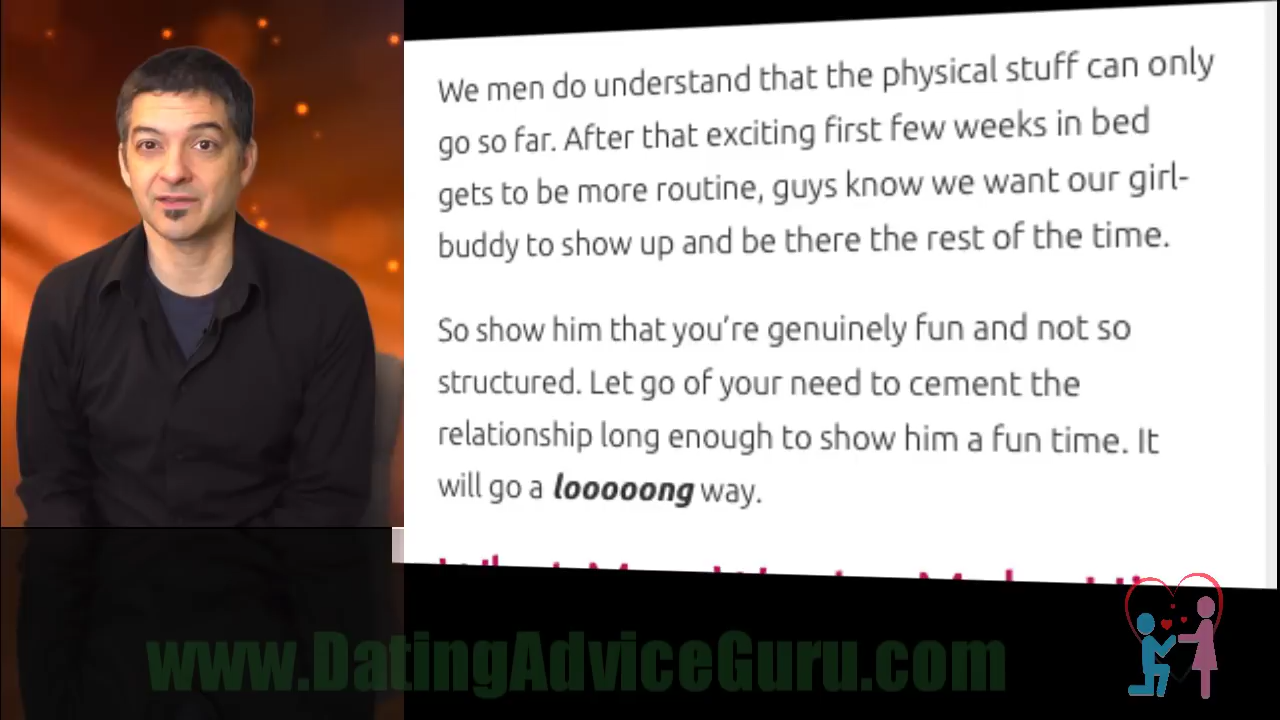 We men do understand that the physical stuff can only
go so far. After that exciting first few weeks in bed
gets to be more routine, guys know we want our girl-
buddy to show up and be there the rest of the time.
So show him that you're genuinely fun and not so
structured. Let go of your need to cement the
relationship long enough to show him a fun time. It
will go a looooong way.
www.DatingAdviceGuru.com